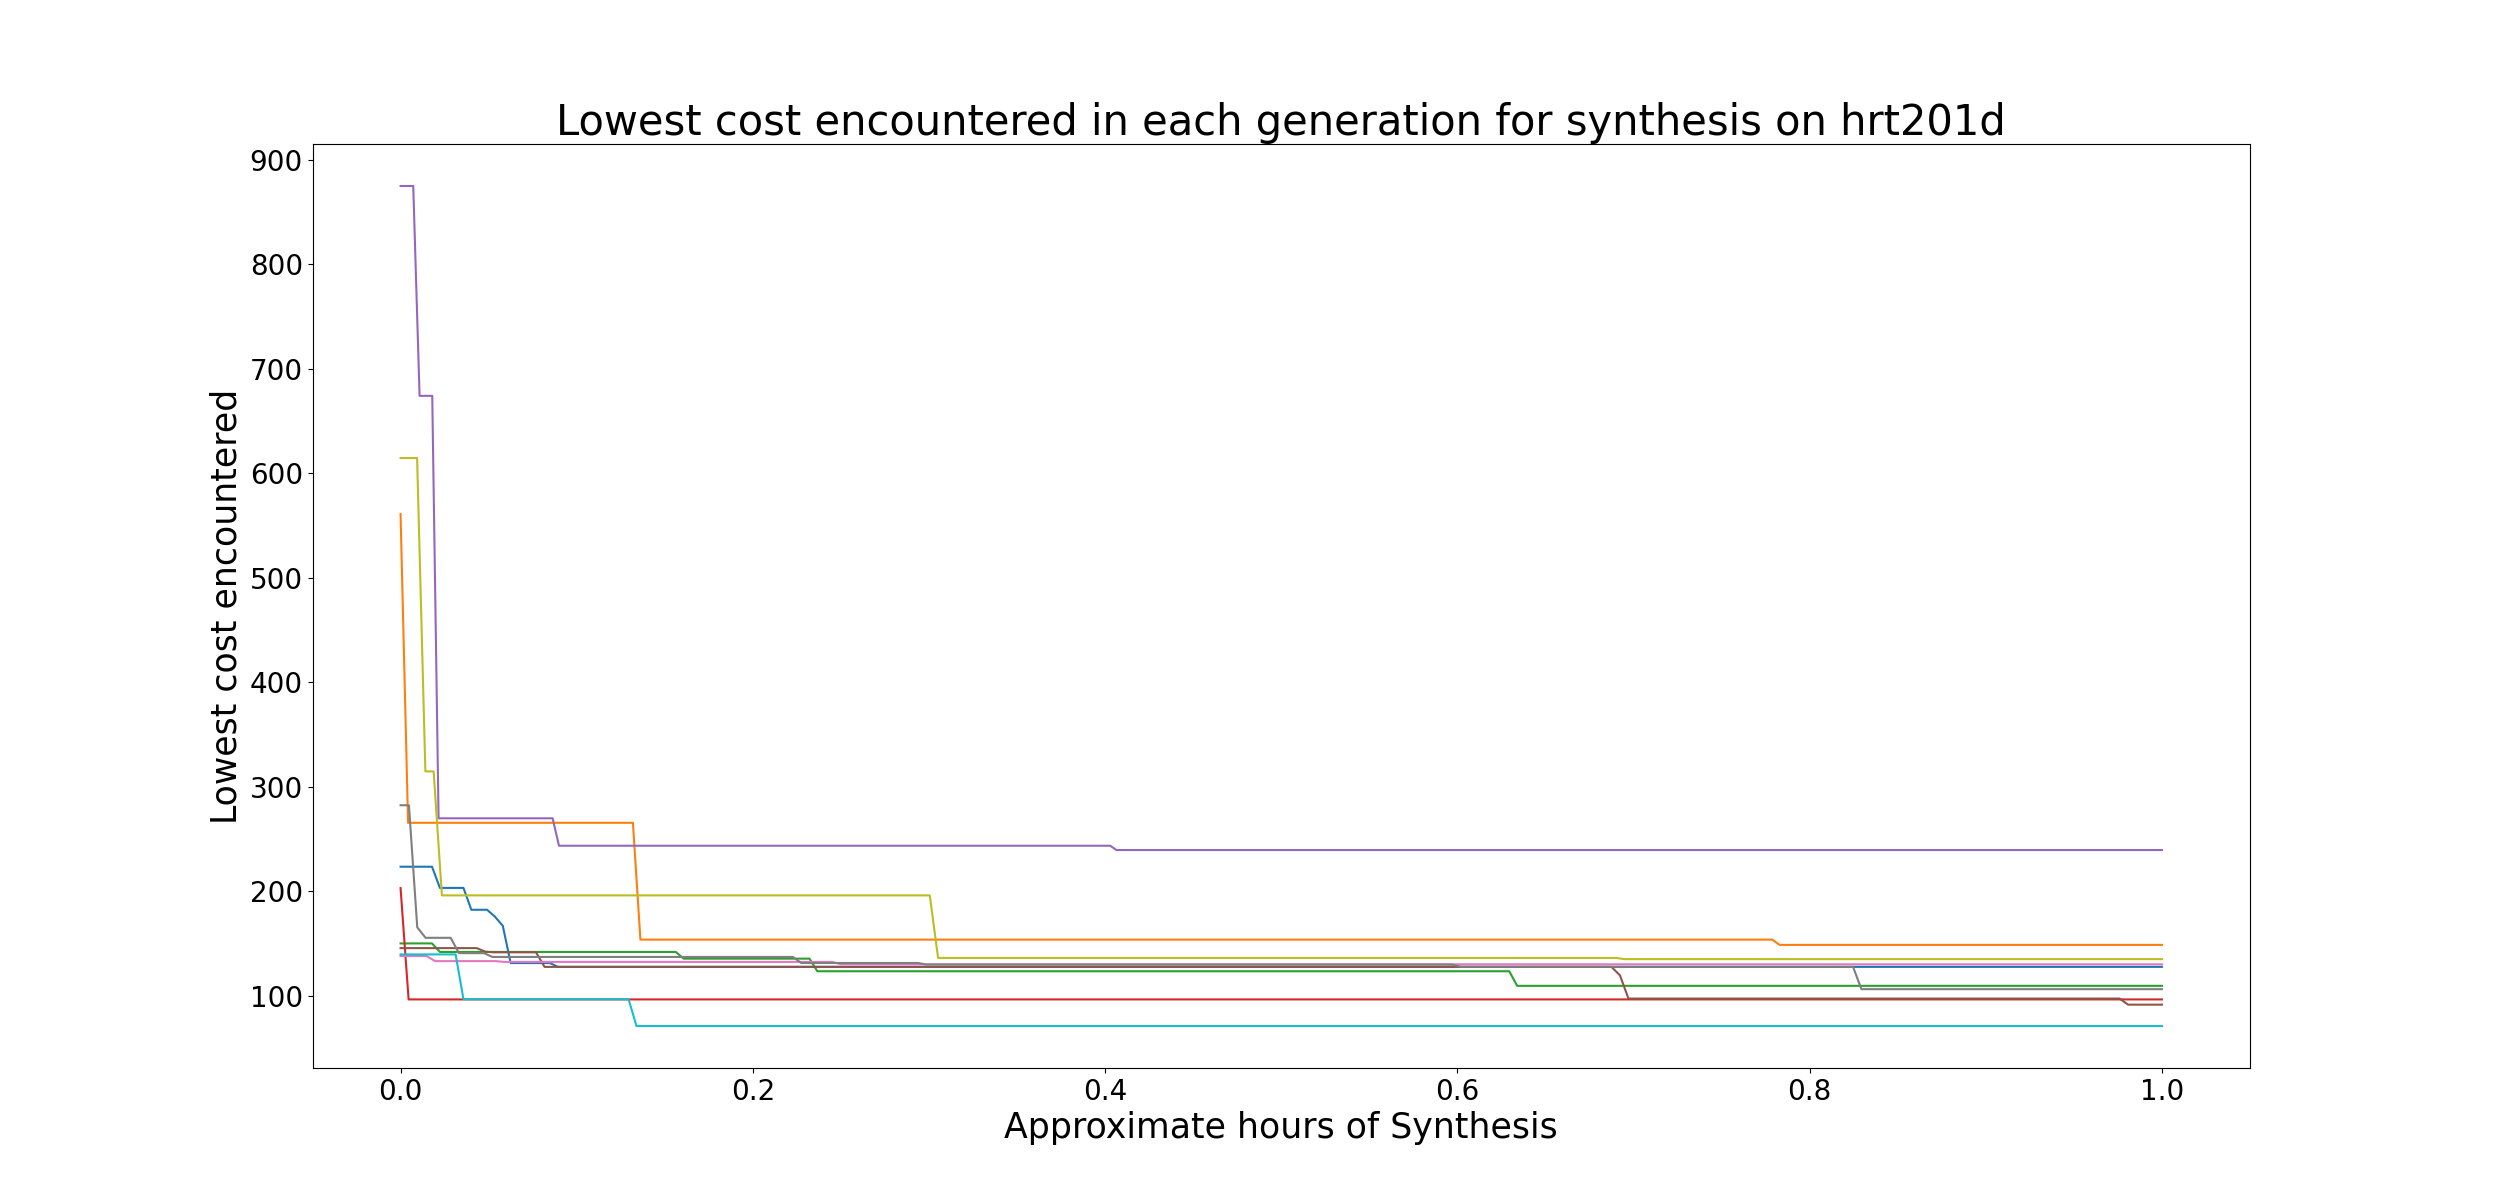 Lowest cost encountered in each generation for synthesis on hrt201d
900
800
700
600
500
400
300
200
100
Lowest cost encountered
0.0 0.2 0.4 0.6 0.8 1.0
Approximate hours of Synthesis